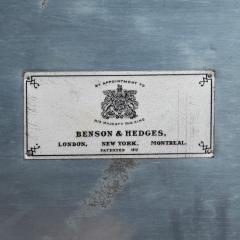 BY APPOINTMENT TO
HIS MAJESTY THE KING
BENSON & HEDGES,
LONDON, NEW YORK, MONTREAL.
PATENTED